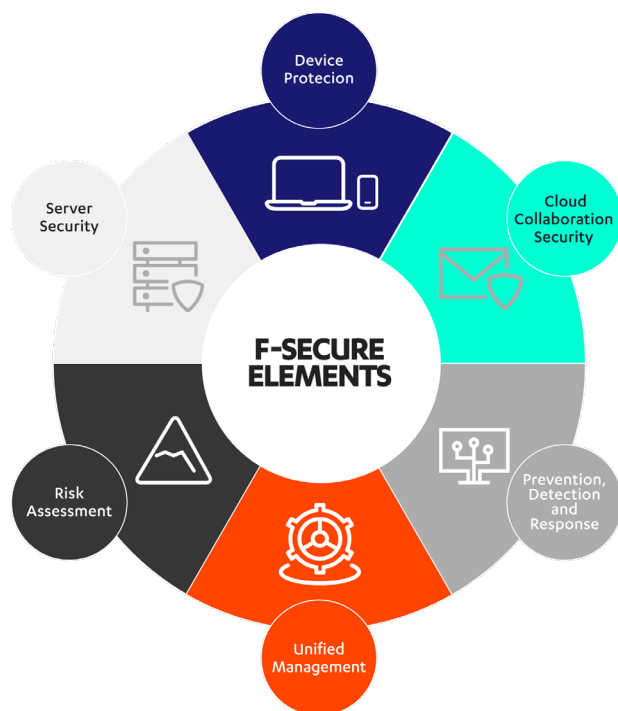 Device
Protecion
Server
Security
Cloud
Collaboration
Security
F-SECURE
ELEMENTS
Risk
Assessment
Prevention,
Detection
and
Response
Unified
Management